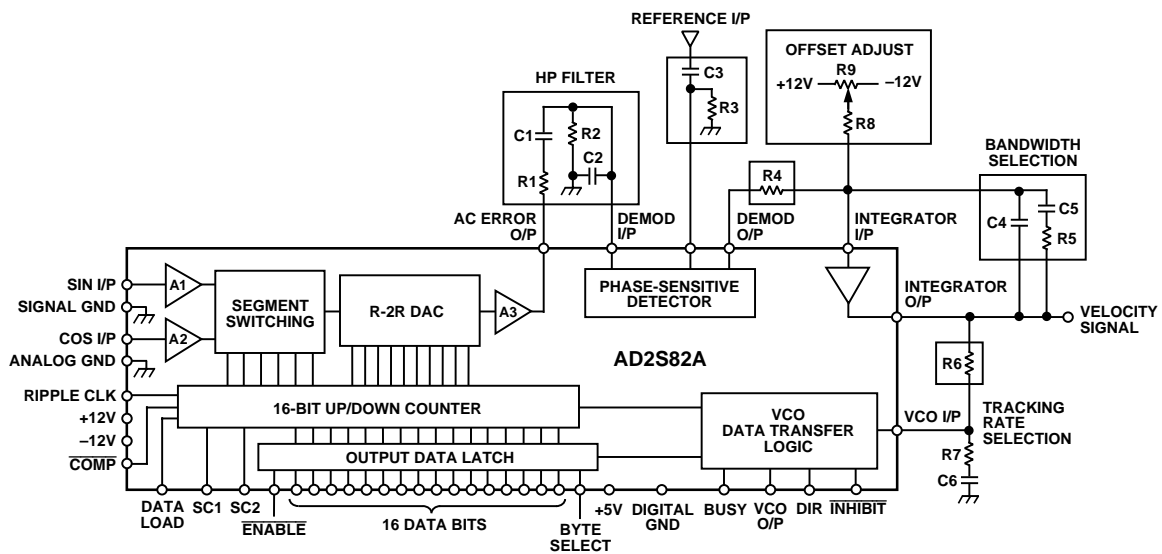 REFERENCE I/P
HP FILTER
C1
R2
C2
R1
C3
R3
OFFSET ADJUST
R9
+12V
–12V
R8
BANDWIDTH
SELECTION
C4
C5
R5
R4
AC ERROR
O/P
DEMOD
I/P
DEMOD
O/P
INTEGRATOR
I/P
INTEGRATOR
O/P
VELOCITY
SIGNAL
SIN I/P
SIGNAL GND
COS I/P
ANALOG GND
RIPPLE CLK
+12V
–12V
COMP
A1
A2
SEGMENT
SWITCHING
R-2R DAC
A3
PHASE-SENSITIVE
DETECTOR
AD2S82A
R6
VCO I/P
TRACKING
RATE
SELECTION
R7
C6
16-BIT UP/DOWN COUNTER
OUTPUT DATA LATCH
VCO
DATA TRANSFER
LOGIC
DATA
LOAD
SC1
SC2
ENABLE
16 DATA BITS
BYTE
SELECT
+5V
DIGITAL
GND
BUSY
VCO
O/P
DIR
INHIBIT